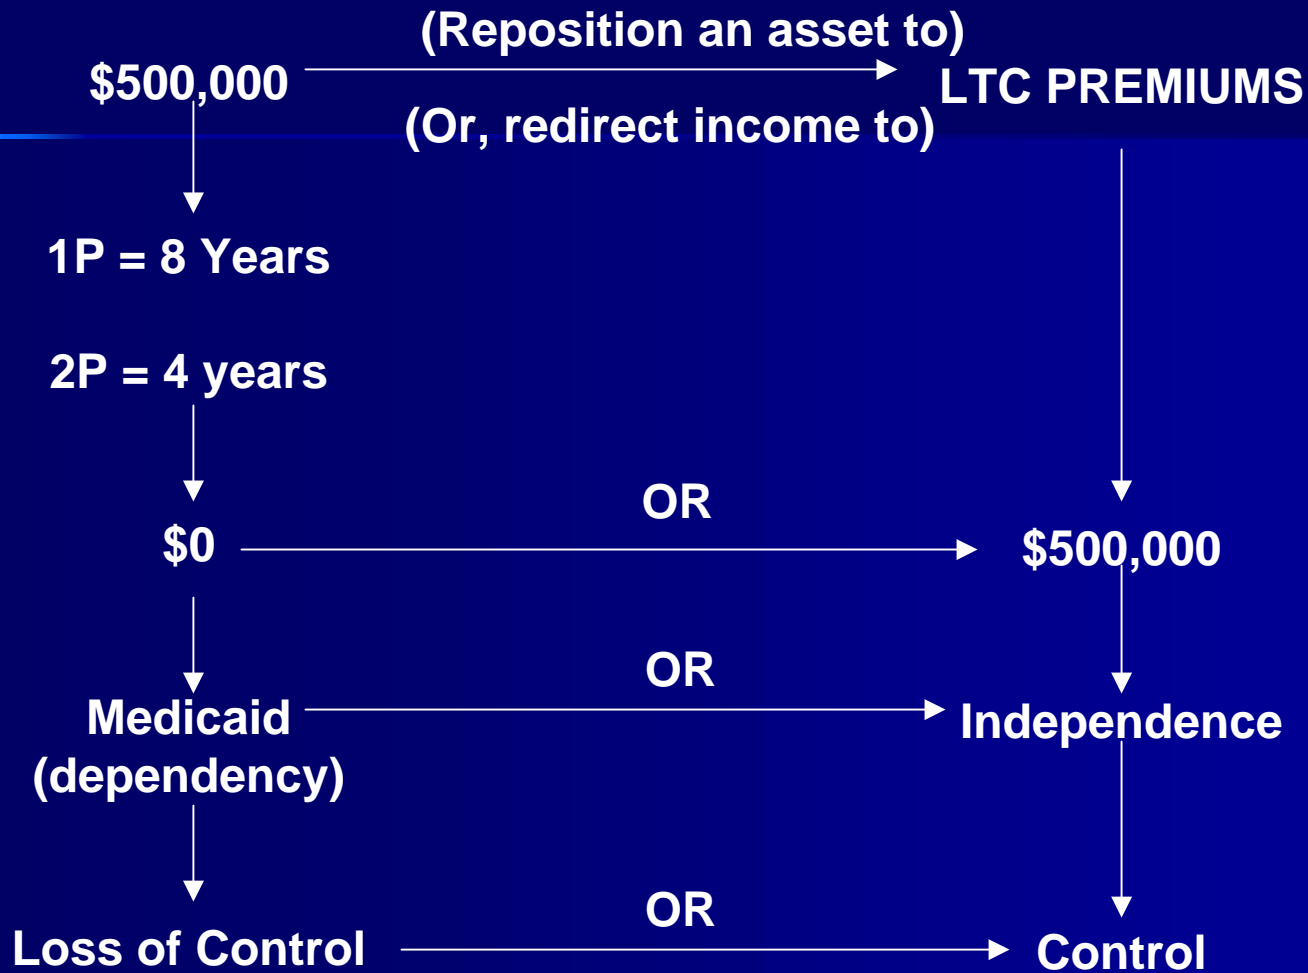 (Reposition an asset to)
$500,000
LTC PREMIUMS
(Or, redirect income to)
1P = 8 Years
2P = 4 years
OR
$0
$500,000
OR
Medicaid
(dependency)
Independence
OR
Loss of Control
Control